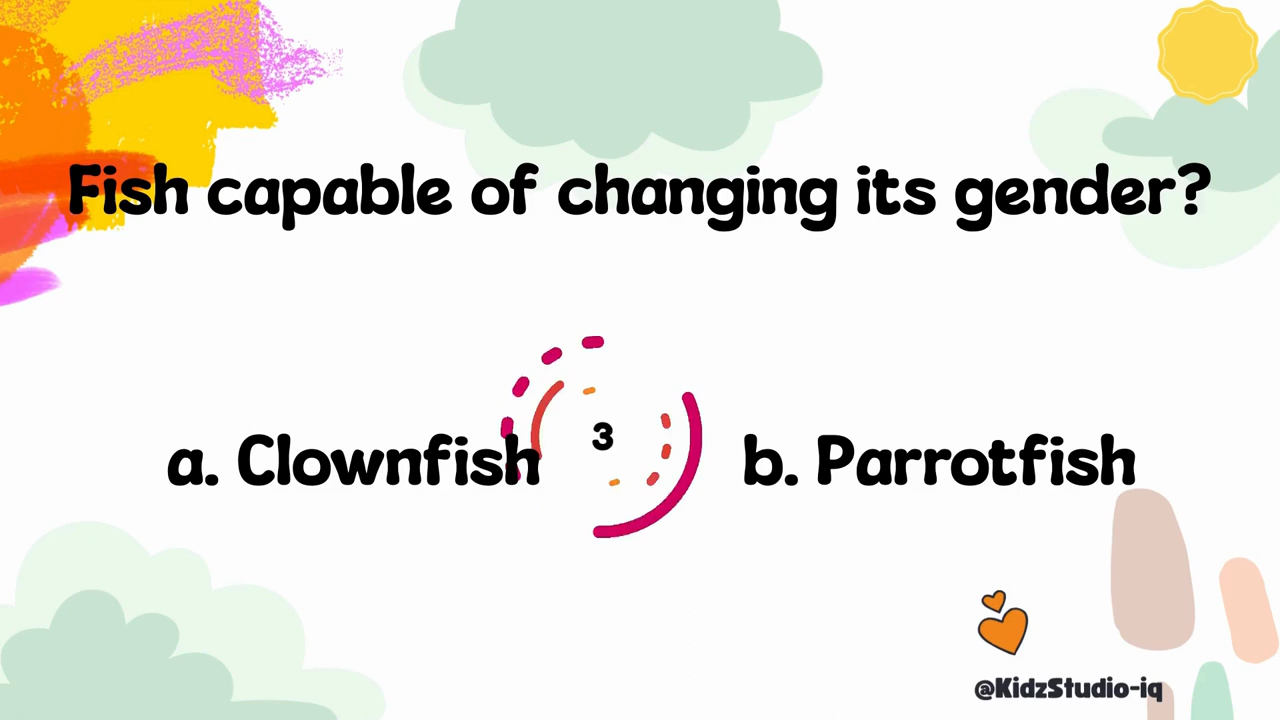 Fish capable of changing its gender?
3
a. Clownfish
b. Parrotfish
@KidzStudio-iq